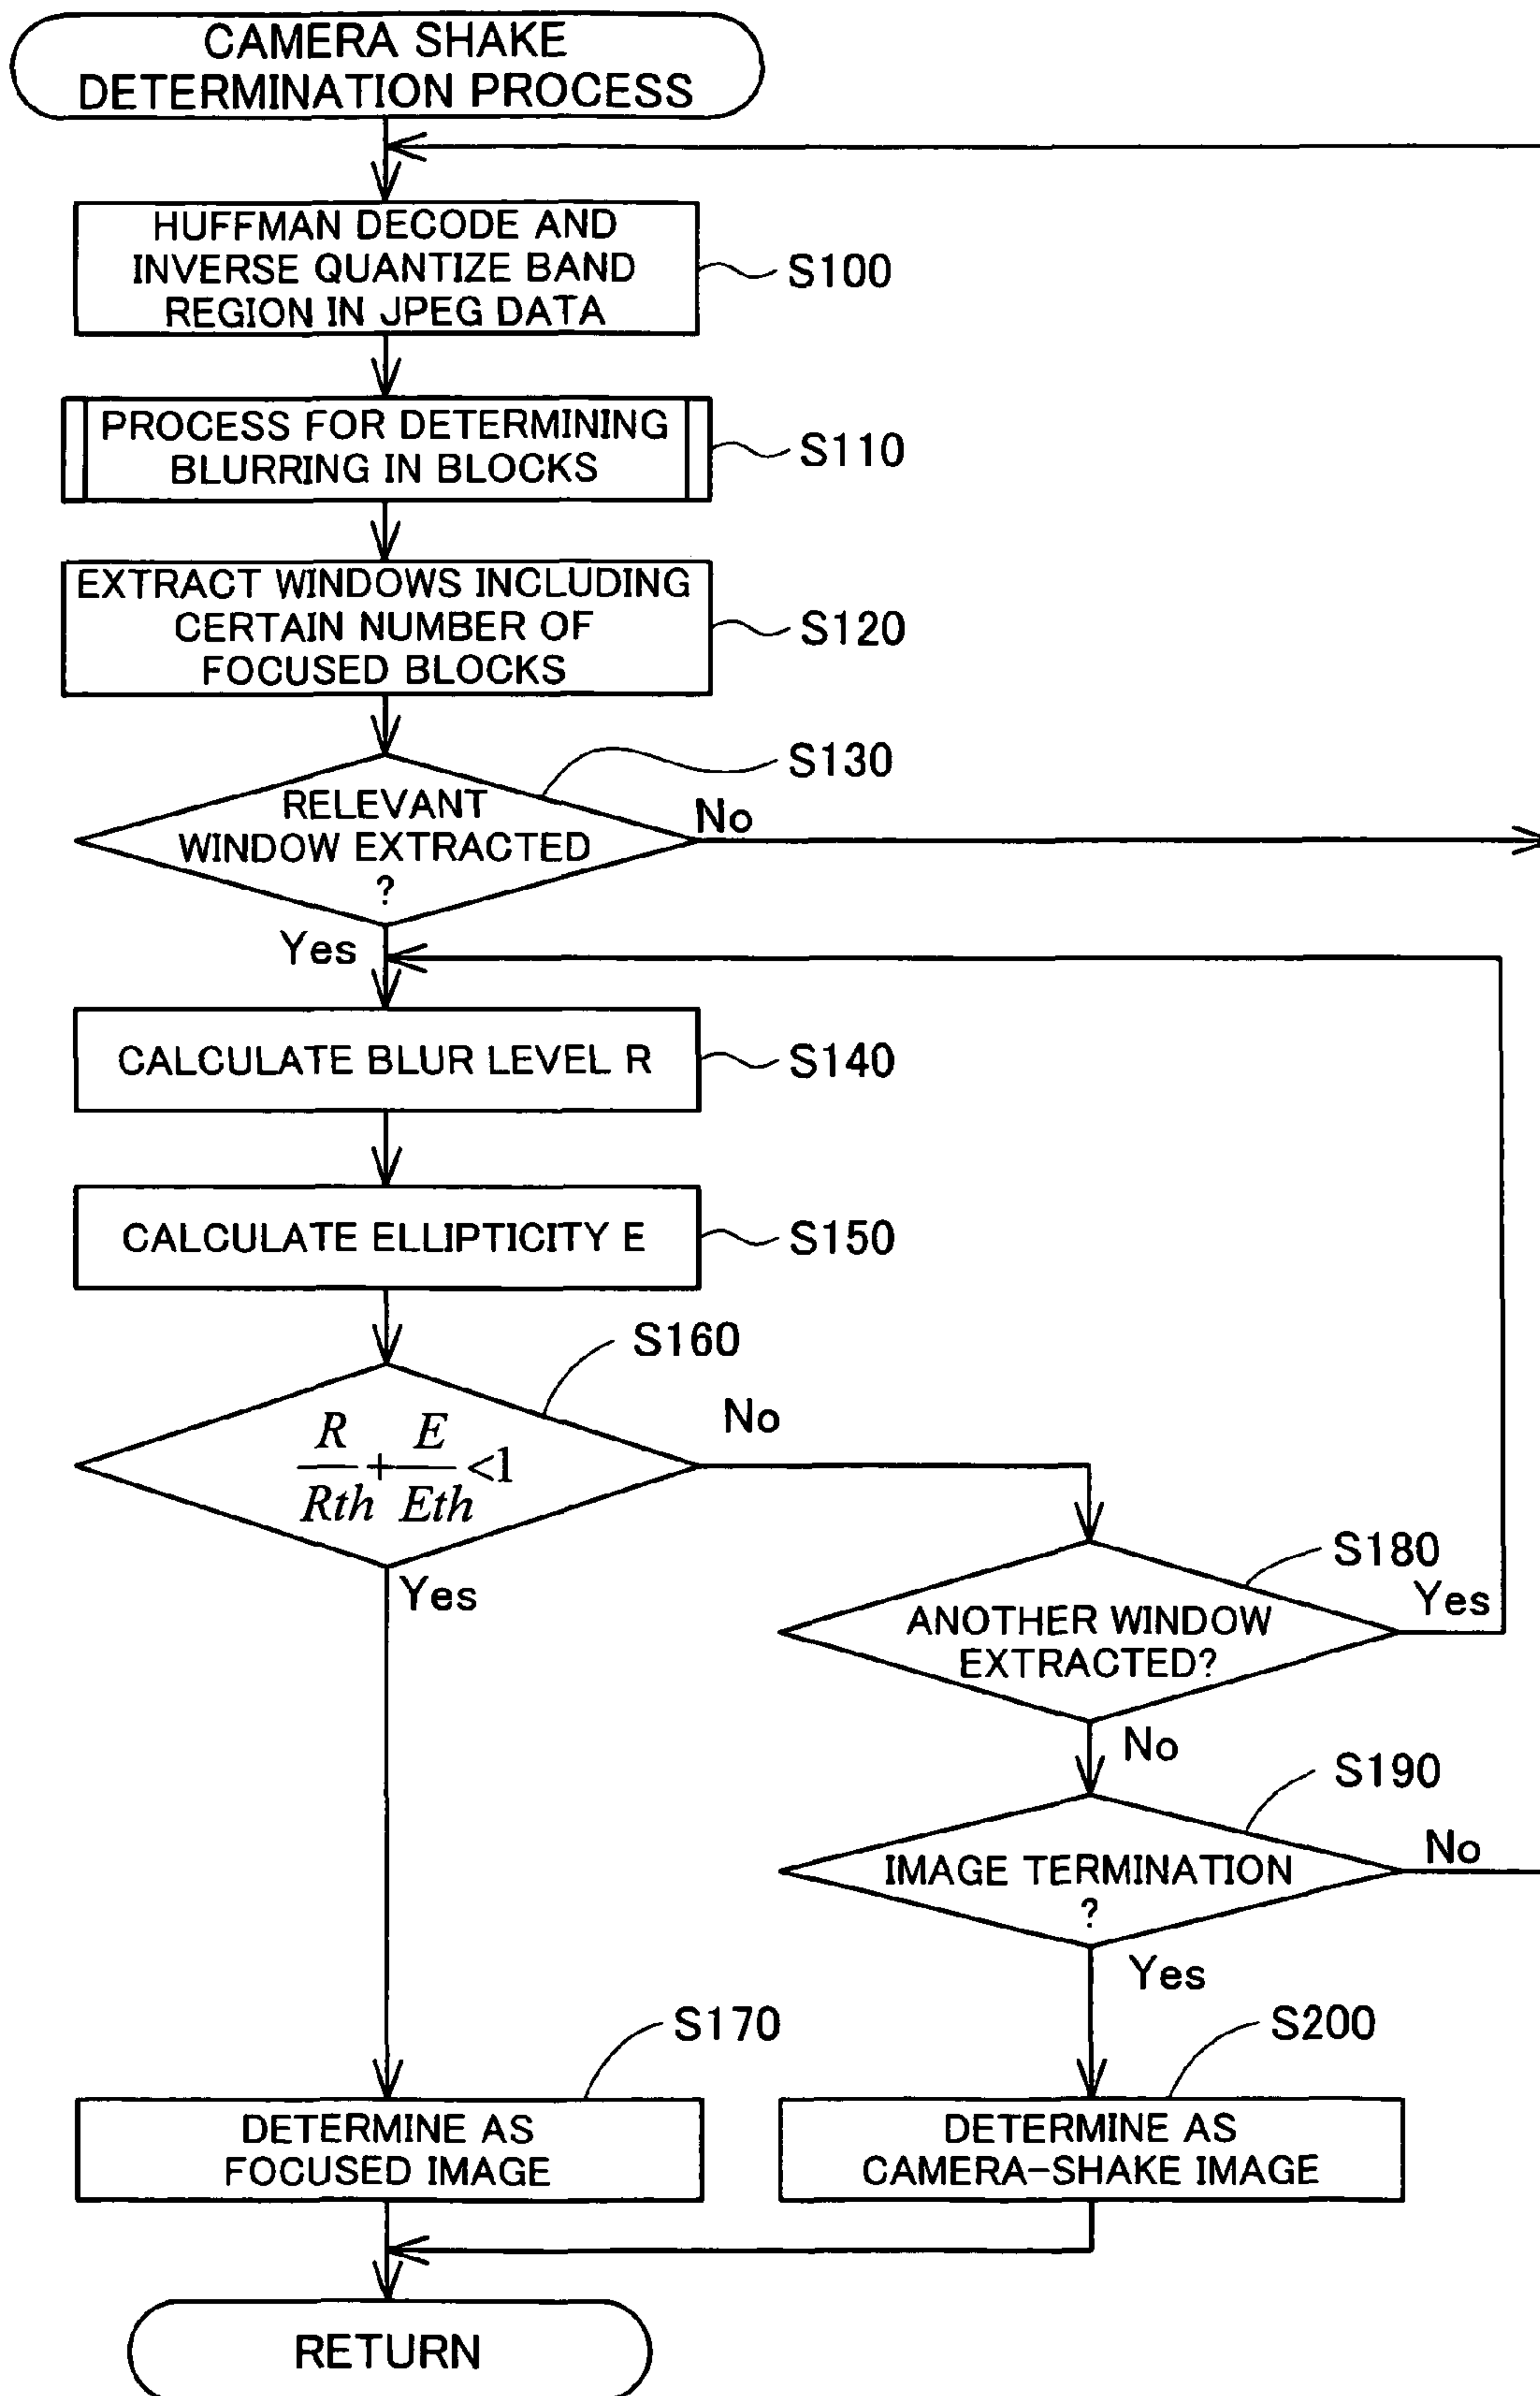 CAMERA SHAKE
DETERMINATION PROCESS
HUFFMAN DECODE AND
INVERSE QUANTIZE BAND
REGION IN JPEG DATA
S100
PROCESS FOR DETERMINING
BLURRING IN BLOCKS
S110
EXTRACT WINDOWS INCLUDING
CERTAIN NUMBER OF
FOCUSED BLOCKS
S120
S130
RELEVANT
WINDOW EXTRACTED
?
No
Yes
CALCULATE BLUR LEVEL R
S140
CALCULATE ELLIPTICITY E
S150
S160
R/Rth + E/Eth <1
No
Yes
S180
ANOTHER WINDOW
EXTRACTED?
Yes
No
S190
IMAGE TERMINATION
?
No
Yes
S170
DETERMINE AS
FOCUSED IMAGE
S200
DETERMINE AS
CAMERA-SHAKE IMAGE
RETURN